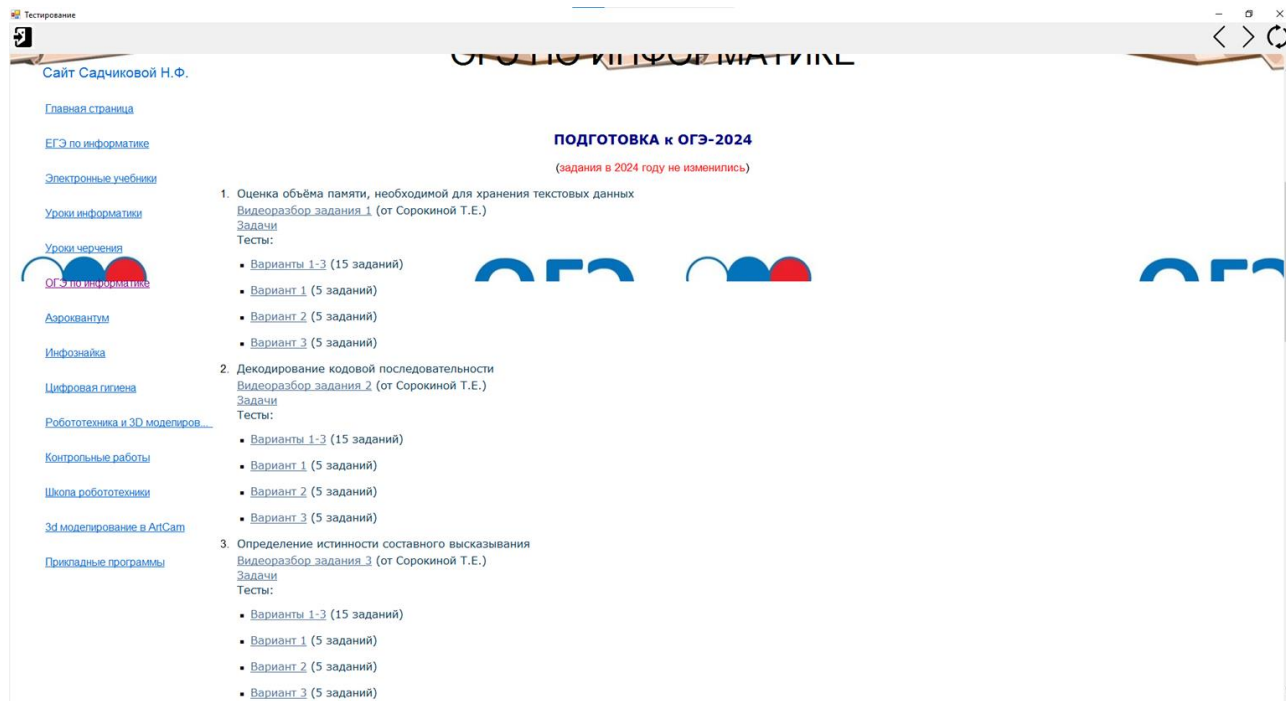 Тестирование
ОГЭ ПО ИНФОРМАТИКЕ
Сайт Садчиковой Н.Ф.
Главная страница
ЕГЭ по информатике
Электронные учебники
Уроки информатики
Уроки черчения
ОГЭ по информатике
Аэроквантум
Инфознайка
Цифровая гигиена
Робототехника и 3D моделиров...
Контрольные работы
Школа робототехники
3d моделирование в ArtCam
Прикладные программы
ПОДГОТОВКА к ОГЭ-2024
(задания в 2024 году не изменились)
1. Оценка объёма памяти, необходимой для хранения текстовых данных
Видеоразбор задания 1 (от Сорокиной Т.Е.)
Задачи
Тесты:
Варианты 1-3 (15 заданий)
Вариант 1 (5 заданий)
Вариант 2 (5 заданий)
Вариант 3 (5 заданий)
2. Декодирование кодовой последовательности
Видеоразбор задания 2 (от Сорокиной Т.Е.)
Задачи
Тесты:
Варианты 1-3 (15 заданий)
Вариант 1 (5 заданий)
Вариант 2 (5 заданий)
Вариант 3 (5 заданий)
3. Определение истинности составного высказывания
Видеоразбор задания 3 (от Сорокиной Т.Е.)
Задачи
Тесты:
Варианты 1-3 (15 заданий)
Вариант 1 (5 заданий)
Вариант 2 (5 заданий)
Вариант 3 (5 заданий)
ОГЭ
ОГЭ